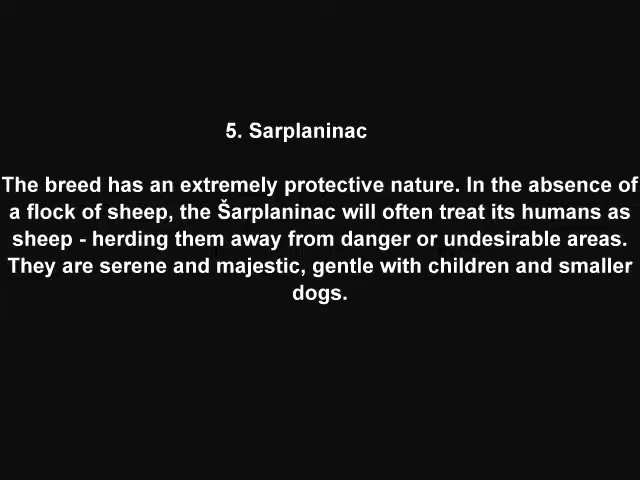 5. Sarplaninac
The breed has an extremely protective nature. In the absence of
a flock of sheep, the Šarplaninac will often treat its humans as
sheep - herding them away from danger or undesirable areas.
They are serene and majestic, gentle with children and smaller
dogs.